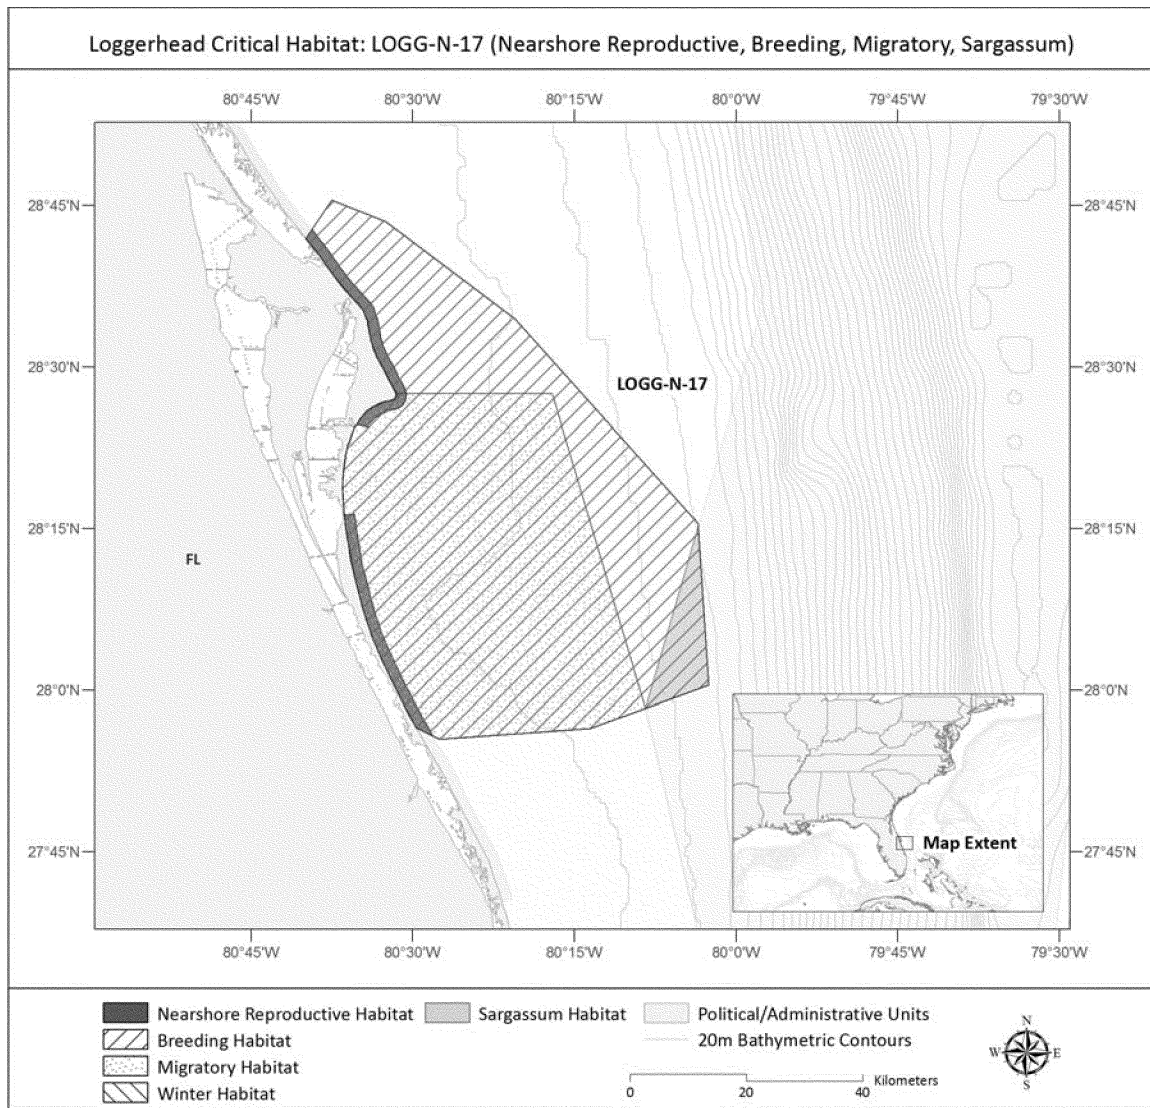 Loggerhead Critical Habitat: LOGG-N-17 (Nearshore Reproductive, Breeding, Migratory, Sargassum)
80°45'W 80°30'W 80°15'W 80°0'W 79°45'W 79°30'W
28°45'N 28°45'N
28°30'N 28°30'N
LOGG-N-17
28°15'N 28°15'N
FL
28°0'N 28°0'N
Map Extent
27°45'N 27°45'N
80°45'W 80°30'W 80°15'W 80°0'W 79°45'W 79°30'W
Nearshore Reproductive Habitat Sargassum Habitat Political/Administrative Units
Breeding Habitat 20m Bathymetric Contours
Migratory Habitat
Winter Habitat
0 20 40 Kilometers
N
W E
S